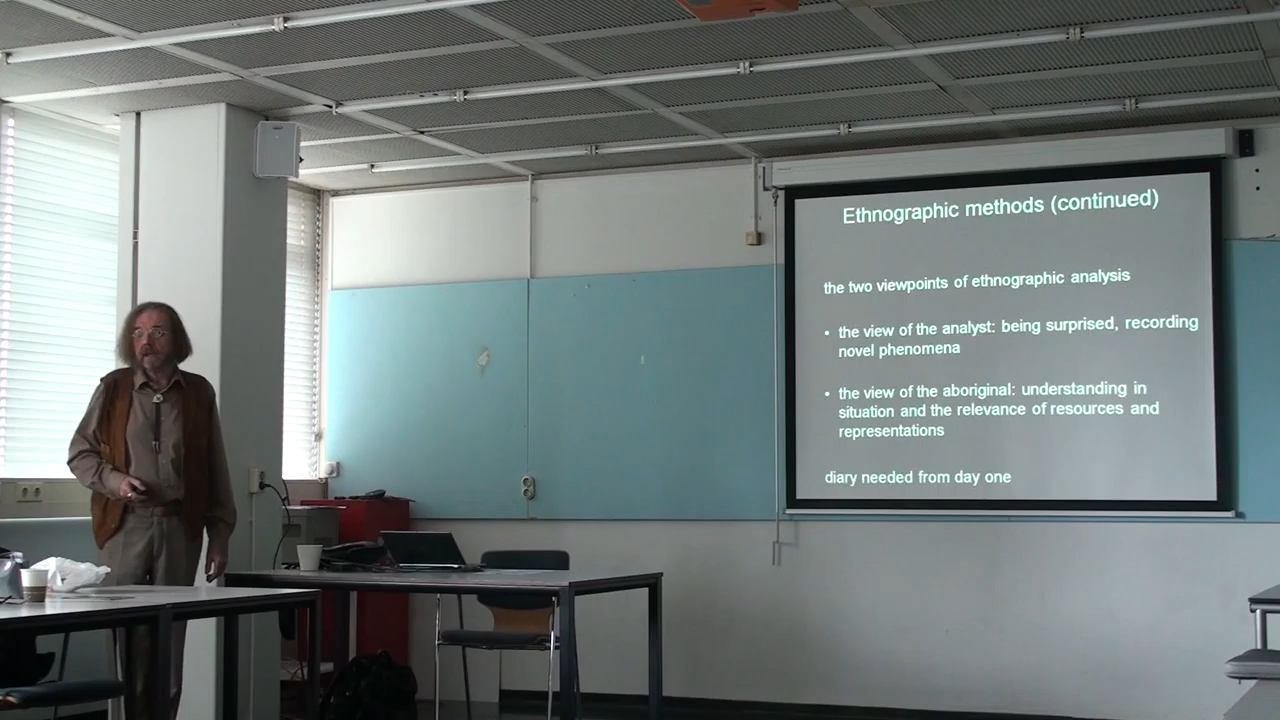 Ethnographic methods (continued)
the two viewpoints of ethnographic analysis
• the view of the analyst: being surprised, recording
novel phenomena
• the view of the aboriginal: understanding in
situation and the relevance of resources and
representations
diary needed from day one